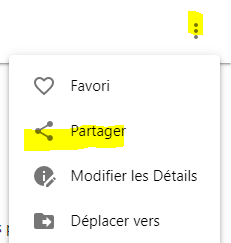 Favori
Partager
Modifier les Détails
Déplacer vers